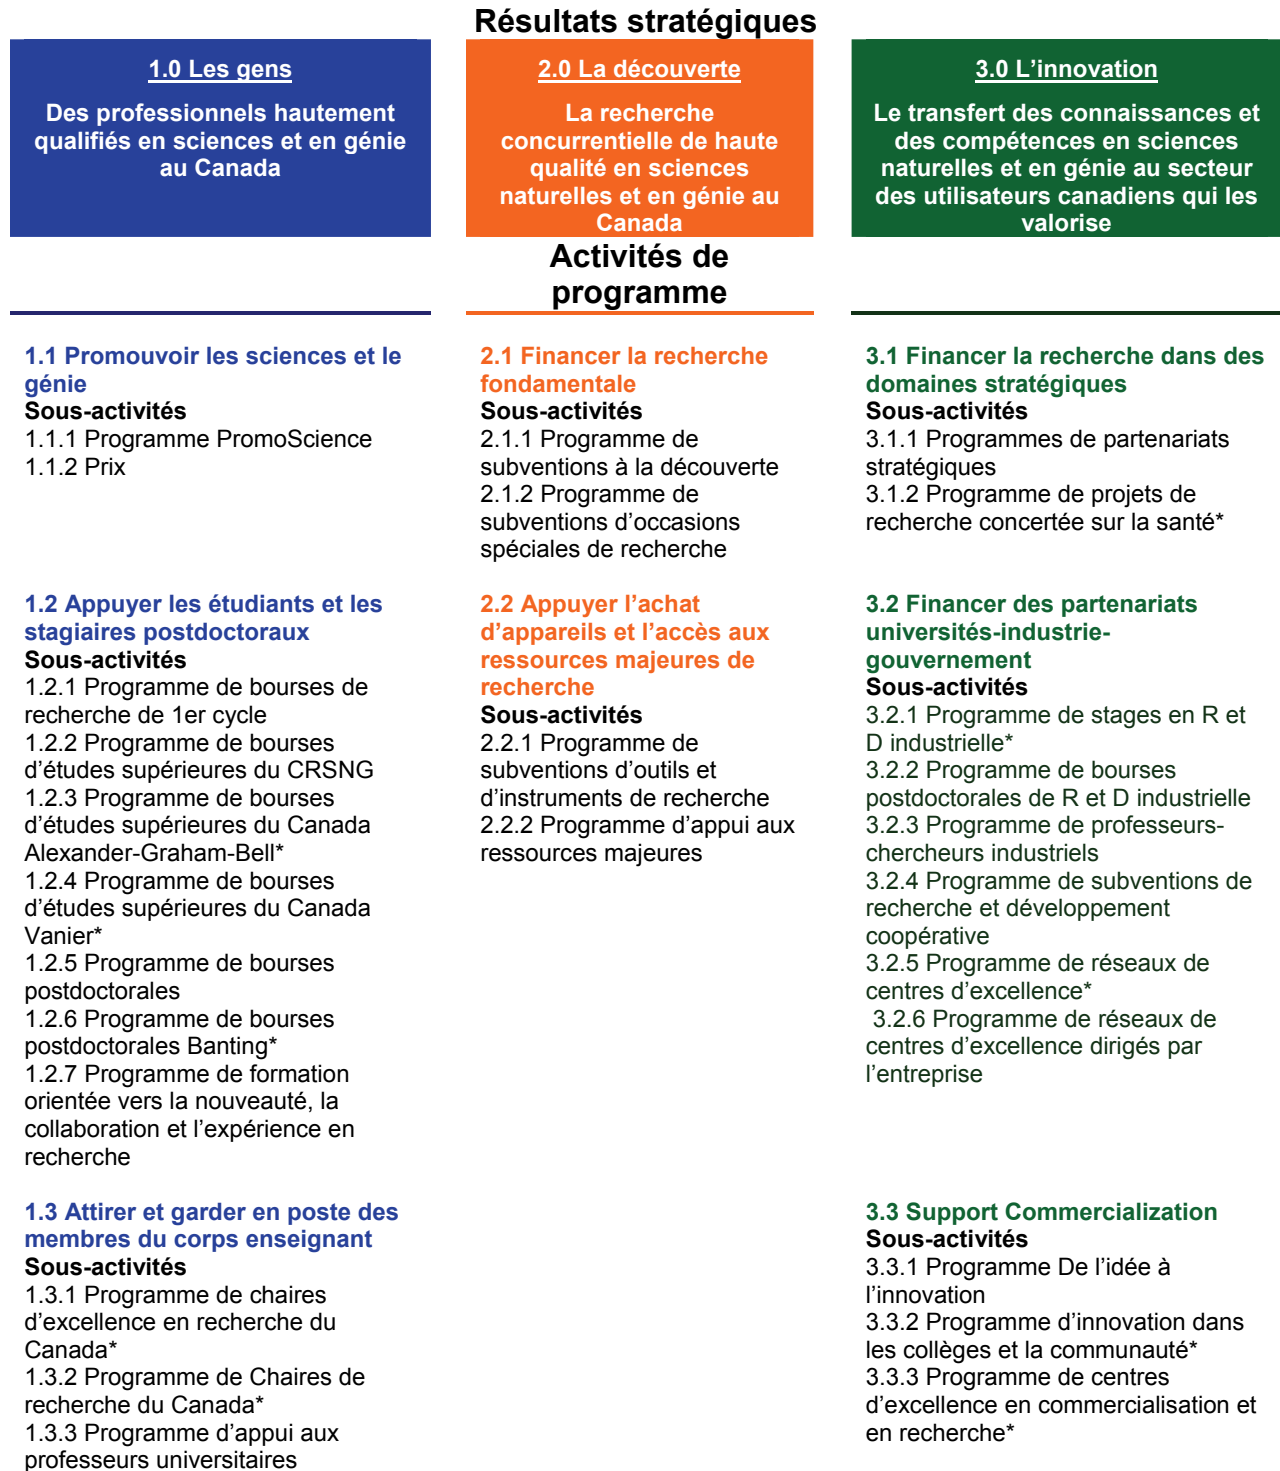 Résultats stratégiques
1.0 Les gens
Des professionnels hautement
qualifiés en sciences et en génie
au Canada
2.0 La découverte
La recherche
concurrentielle de haute
qualité en sciences
naturelles et en génie au
Canada
3.0 L’innovation
Le transfert des connaissances et
des compétences en sciences
naturelles et en génie au secteur
des utilisateurs canadiens qui les
valorise
Activités de
programme
1.1 Promouvoir les sciences et le
génie
Sous-activités
1.1.1 Programme PromoScience
1.1.2 Prix
2.1 Financer la recherche
fondamentale
Sous-activités
2.1.1 Programme de
subventions à la découverte
2.1.2 Programme de
subventions d’occasions
spéciales de recherche
3.1 Financer la recherche dans des
domaines stratégiques
Sous-activités
3.1.1 Programmes de partenariats
stratégiques
3.1.2 Programme de projets de
recherche concertée sur la santé*
1.2 Appuyer les étudiants et les
stagiaires postdoctoraux
Sous-activités
1.2.1 Programme de bourses de
recherche de 1er cycle
1.2.2 Programme de bourses
d’études supérieures du CRSNG
1.2.3 Programme de bourses
d’études supérieures du Canada
Alexander-Graham-Bell*
1.2.4 Programme de bourses
d’études supérieures du Canada
Vanier*
1.2.5 Programme de bourses
postdoctorales
1.2.6 Programme de bourses
postdoctorales Banting*
1.2.7 Programme de formation
orientée vers la nouveauté, la
collaboration et l’expérience en
recherche
2.2 Appuyer l’achat
d’appareils et l’accès aux
ressources majeures de
recherche
Sous-activités
2.2.1 Programme de
subventions d’outils et
d’instruments de recherche
2.2.2 Programme d’appui aux
ressources majeures
3.2 Financer des partenariats
universités-industrie-
gouvernement
Sous-activités
3.2.1 Programme de stages en R et
D industrielle*
3.2.2 Programme de bourses
postdoctorales de R et D industrielle
3.2.3 Programme de professeurs-
chercheurs industriels
3.2.4 Programme de subventions de
recherche et développement
coopérative
3.2.5 Programme de réseaux de
centres d’excellence*
3.2.6 Programme de réseaux de
centres d’excellence dirigés par
l’entreprise
1.3 Attirer et garder en poste des
membres du corps enseignant
Sous-activités
1.3.1 Programme de chaires
d’excellence en recherche du
Canada*
1.3.2 Programme de Chaires de
recherche du Canada*
1.3.3 Programme d’appui aux
professeurs universitaires
3.3 Support Commercialization
Sous-activités
3.3.1 Programme De l’idée à
l’innovation
3.3.2 Programme d’innovation dans
les collèges et la communauté*
3.3.3 Programme de centres
d’excellence en commercialisation et
en recherche*